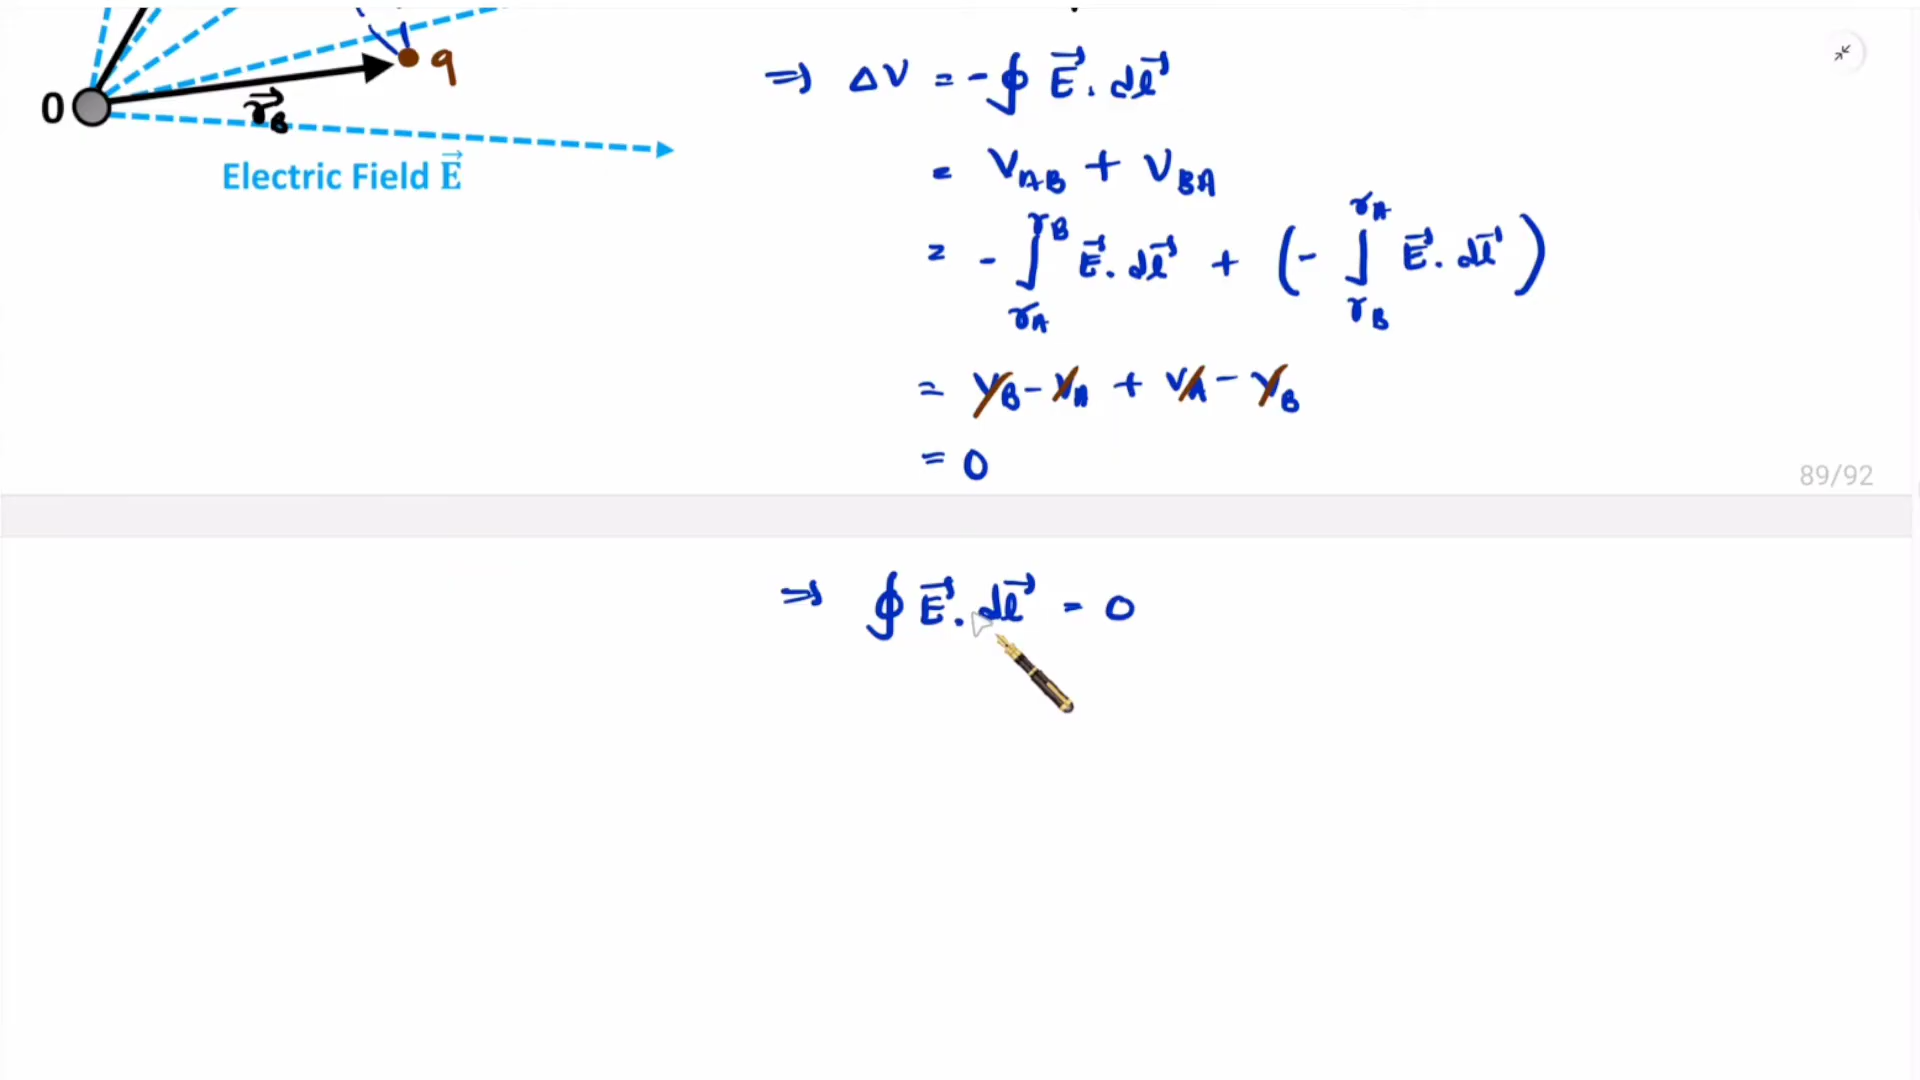 q
0
r⃗_B
Electric Field E⃗
⇒ ΔV = -∮ E⃗ . dl⃗
= V_AB + V_BA
= - ∫_{r_A}^{r_B} E⃗ . dl⃗ + (- ∫_{r_B}^{r_A} E⃗ . dl⃗)
= V_B - V_A + V_A - V_B
= 0
89/92
⇒ ∮ E⃗ . dl⃗ = 0